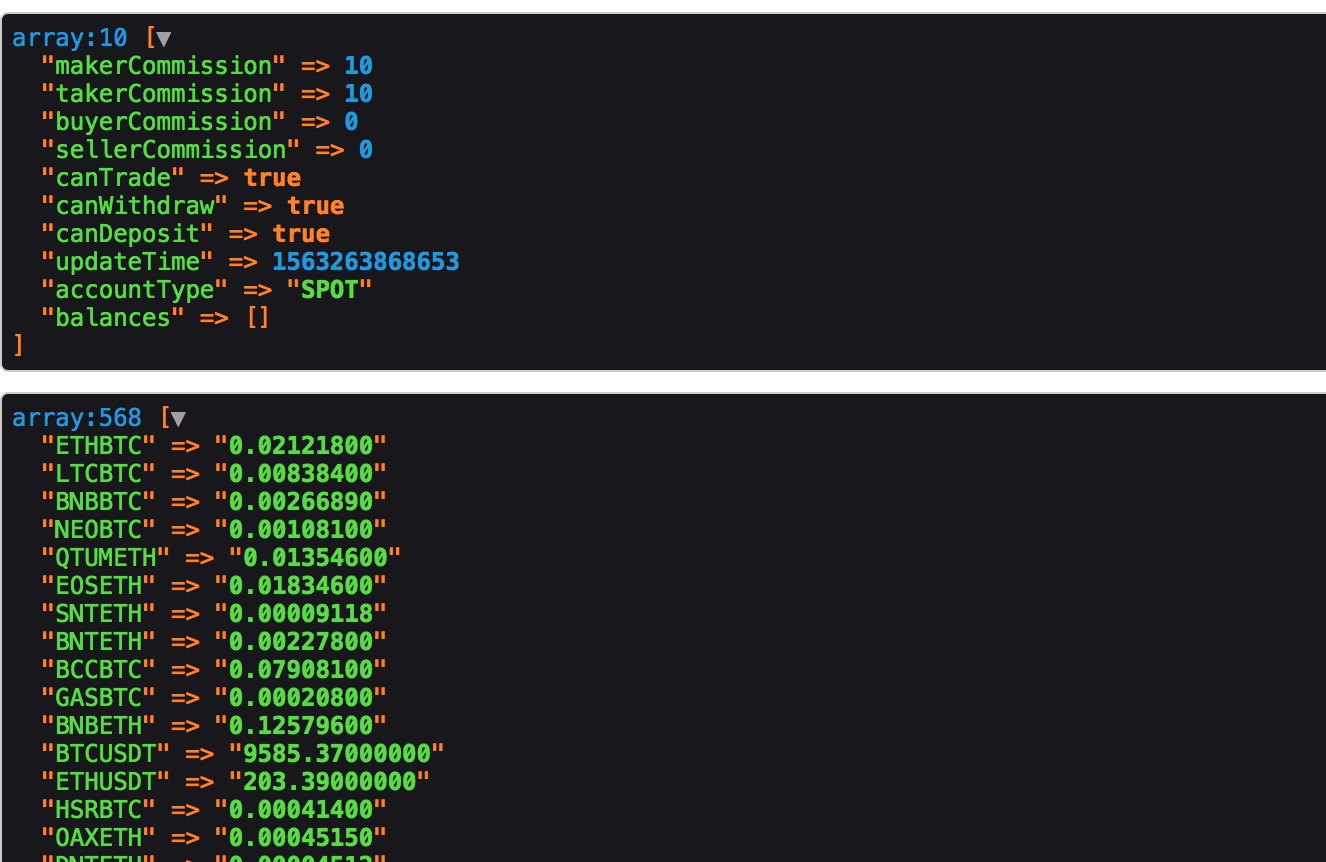 array:10 [▼
"makerCommission" => 10
"takerCommission" => 10
"buyerCommission" => 0
"sellerCommission" => 0
"canTrade" => true
"canWithdraw" => true
"canDeposit" => true
"updateTime" => 1563263868653
"accountType" => "SPOT"
"balances" => []
]
array:568 [▼
"ETHBTC" => "0.02121800"
"LTCBTC" => "0.00838400"
"BNBBTC" => "0.00266890"
"NEOBTC" => "0.00108100"
"QTUMETH" => "0.01354600"
"EOSETH" => "0.01834600"
"SNTETH" => "0.00009118"
"BNTETH" => "0.00227800"
"BCCBTC" => "0.07908100"
"GASBTC" => "0.00020800"
"BNBETH" => "0.12579600"
"BTCUSDT" => "9585.37000000"
"ETHUSDT" => "203.39000000"
"HSRBTC" => "0.00041400"
"OAXETH" => "0.00045150"